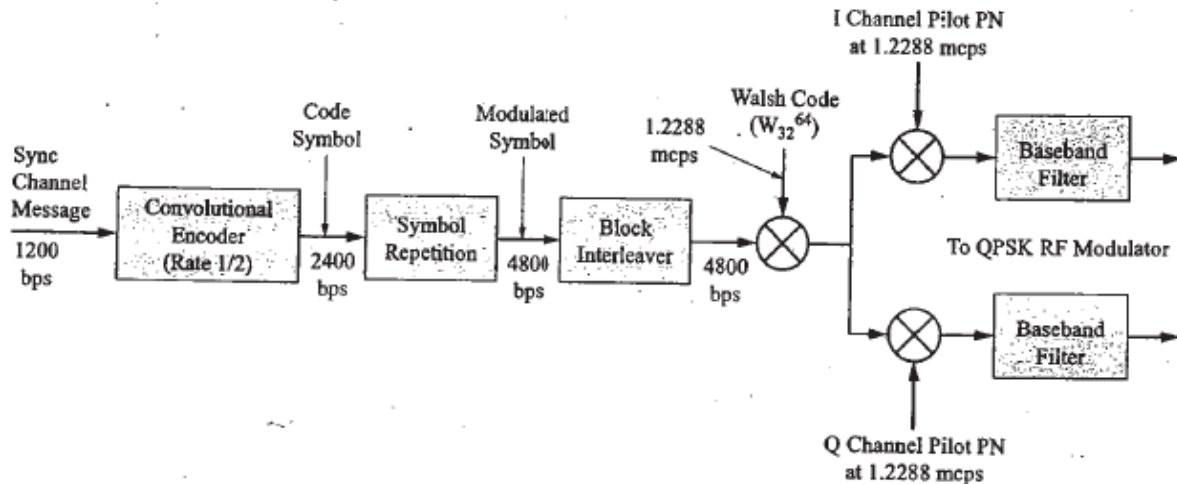 I Channel Pilot PN
at 1.2288 mcps
Walsh Code
(W₃₂⁶⁴)
1.2288
mcps
Code
Symbol
Modulated
Symbol
Sync
Channel
Message
1200
bps
Convolutional
Encoder
(Rate 1/2)
2400
bps
Symbol
Repetition
4800
bps
Block
Interleaver
4800
bps
Baseband
Filter
To QPSK RF Modulator
Baseband
Filter
Q Channel Pilot PN
at 1.2288 mcps